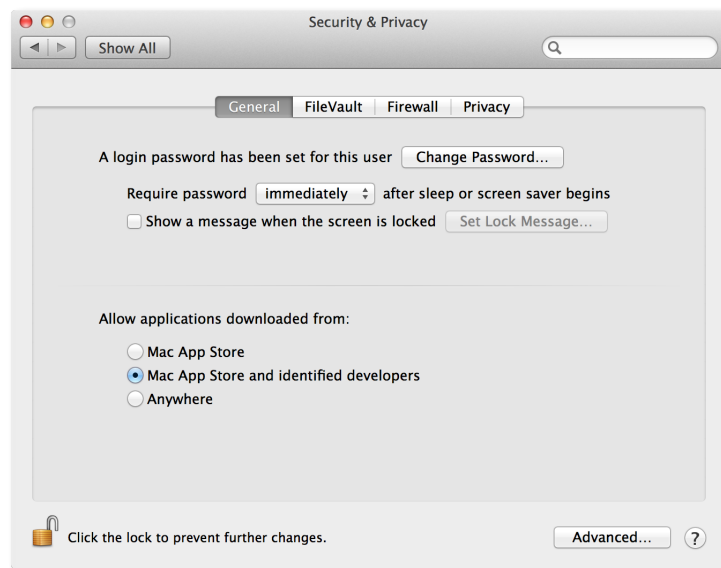 Security & Privacy
Show All
General FileVault Firewall Privacy
A login password has been set for this user Change Password...
Require password immediately after sleep or screen saver begins
Show a message when the screen is locked Set Lock Message...
Allow applications downloaded from:
Mac App Store
Mac App Store and identified developers
Anywhere
Click the lock to prevent further changes. Advanced... ?